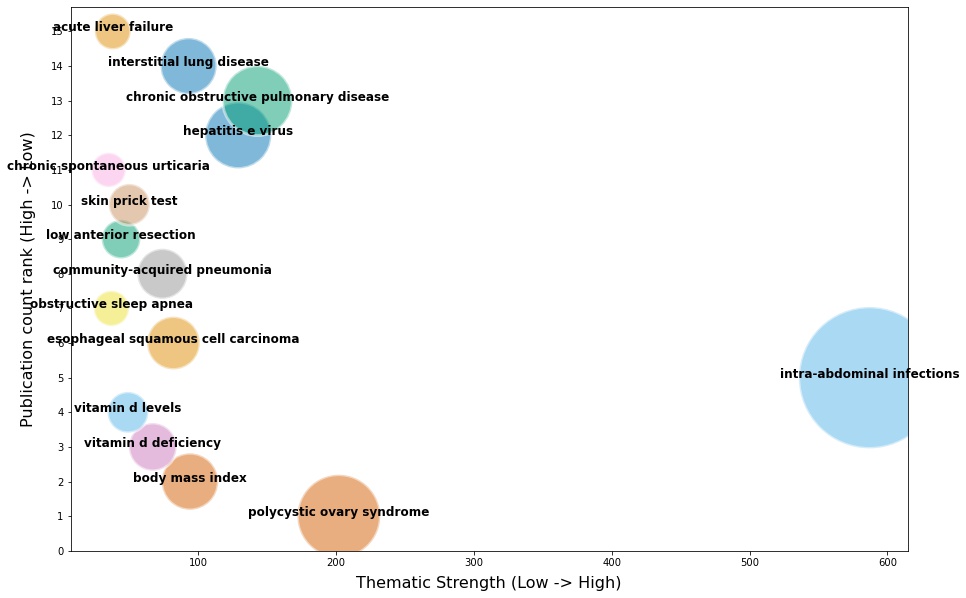 acute liver failure
15
interstitial lung disease
14
chronic obstructive pulmonary disease
13
hepatitis e virus
12
chronic spontaneous urticaria
11
skin prick test
10
low anterior resection
9
community-acquired pneumonia
8
obstructive sleep apnea
7
esophageal squamous cell carcinoma
6
intra-abdominal infections
5
vitamin d levels
4
vitamin d deficiency
3
body mass index
2
polycystic ovary syndrome
1
0
Publication count rank (High -> Low)
100 200 300 400 500 600
Thematic Strength (Low -> High)